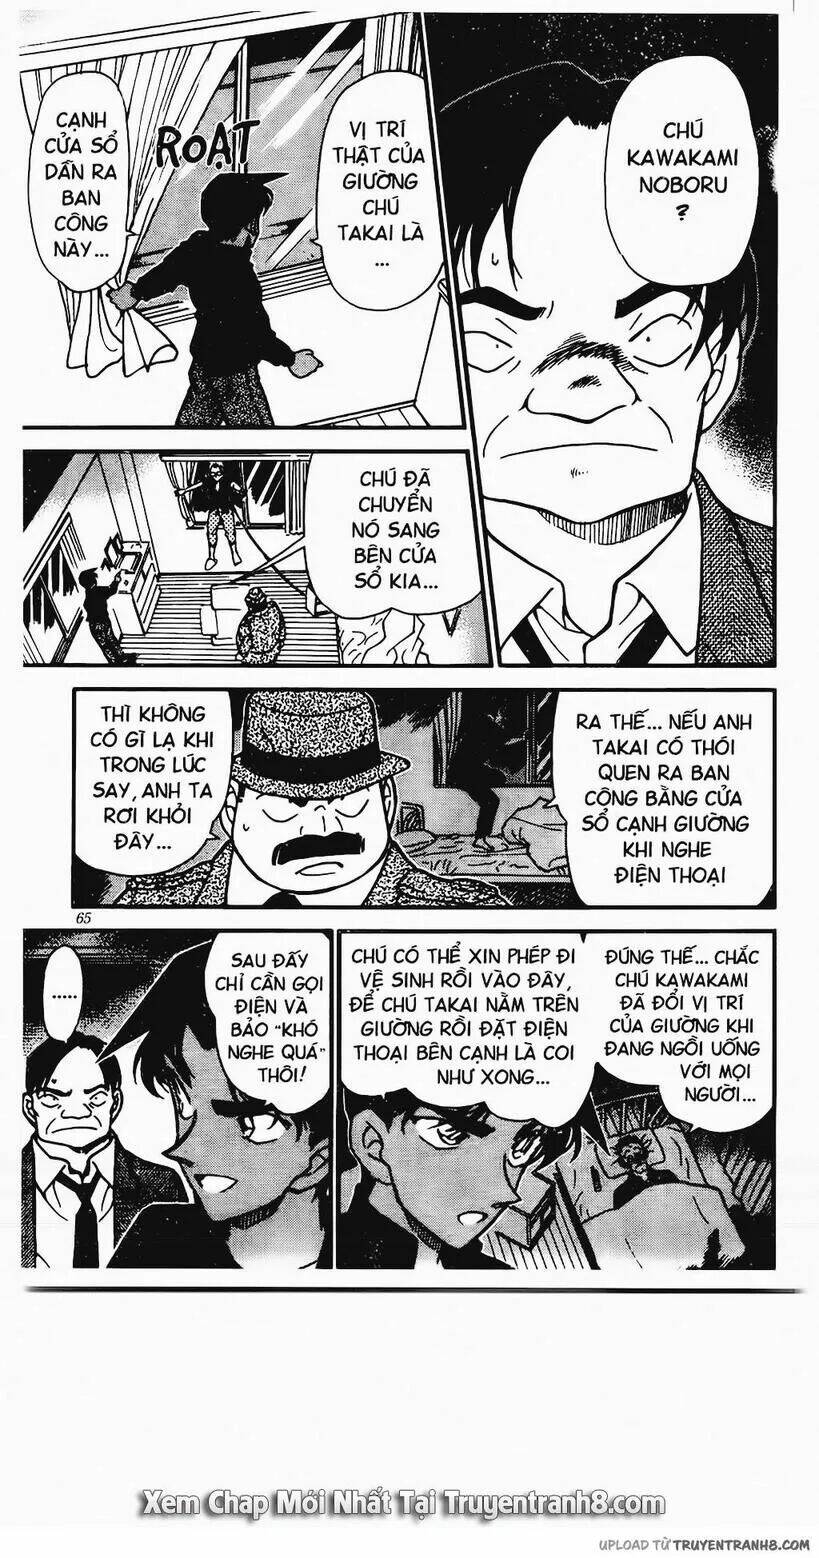 CHÚ
KAWAKAMI
NOBORU
?
VỊ TRÍ
THẬT CỦA
GIƯỜNG
CHÚ
TAKAI LÀ
...
ROẠT
CẠNH
CỬA SỔ
DẪN RA
BAN
CÔNG
NÀY...
CHÚ ĐÃ
CHUYỂN
NÓ SANG
BÊN CỬA
SỔ KIA...
RA THẾ... NẾU ANH
TAKAI CÓ THÓI
QUEN RA BAN
CÔNG BẰNG CỬA
SỔ CẠNH GIƯỜNG
KHI NGHE
ĐIỆN THOẠI
THÌ KHÔNG
CÓ GÌ LẠ KHI
TRONG LÚC
SAY, ANH TA
RƠI KHỎI
ĐÂY...
65
ĐÚNG THẾ... CHẮC
CHÚ KAWAKAMI
ĐÃ ĐỔI VỊ TRÍ
CỦA GIƯỜNG KHI
ĐANG NGỒI UỐNG
VỚI MỌI
NGƯỜI...
CHÚ CÓ THỂ XIN PHÉP ĐI
VỆ SINH RỒI VÀO ĐÂY,
ĐỂ CHÚ TAKAI NẰM TRÊN
GIƯỜNG RỒI ĐẶT ĐIỆN
THOẠI BÊN CẠNH LÀ COI
NHƯ XONG...
SAU ĐẤY
CHỈ CẦN GỌI
ĐIỆN VÀ
BẢO "KHÓ
NGHE QUÁ"
THÔI!
.....
Xem Chap Mới Nhất Tại Truyentranh8.com
UPLOAD TỪ TRUYENTRANH8.COM